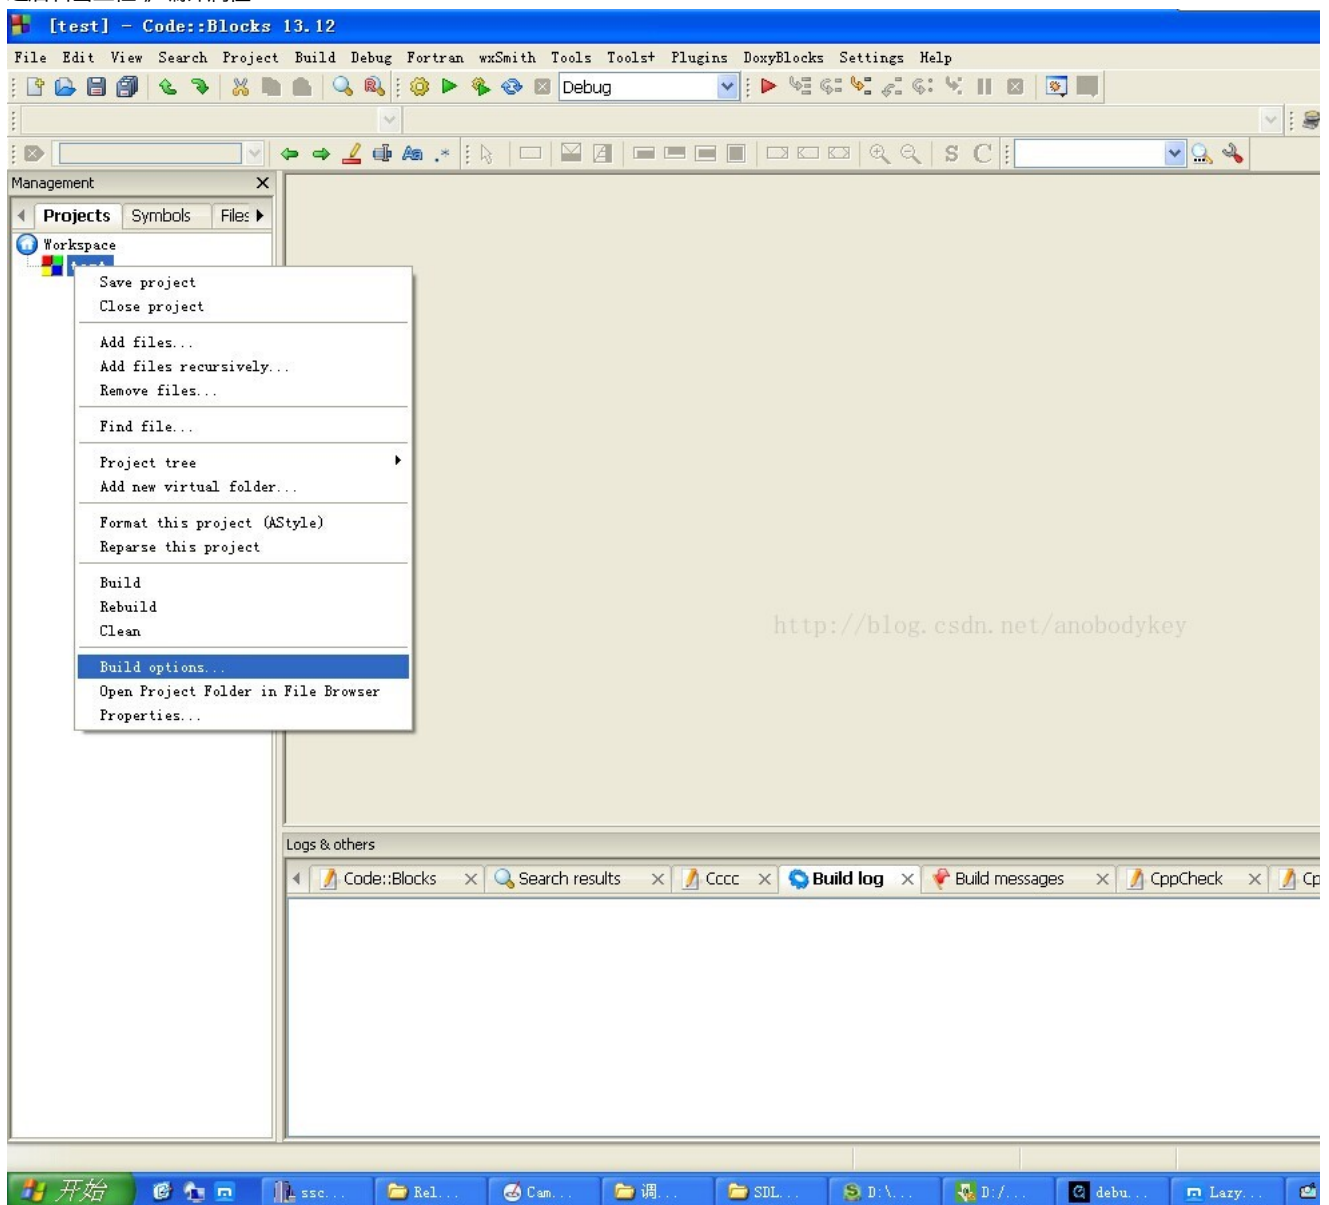 [test] - Code::Blocks 13.12
File Edit View Search Project Build Debug Fortran wxSmith Tools Tools+ Plugins DoxyBlocks Settings Help
Debug
S C
Management
Projects Symbols Files
Workspace
test
Save project
Close project
Add files...
Add files recursively...
Remove files...
Find file...
Project tree
Add new virtual folder...
Format this project (AStyle)
Reparse this project
Build
Rebuild
Clean
Build options...
Open Project Folder in File Browser
Properties...
http://blog.csdn.net/anobodykey
Logs & others
Code::Blocks Search results Cccc Build log Build messages CppCheck Cp
开始 ssc... Rel... Cam... 调... SDL... D:\... D:/... debu... Lazy...